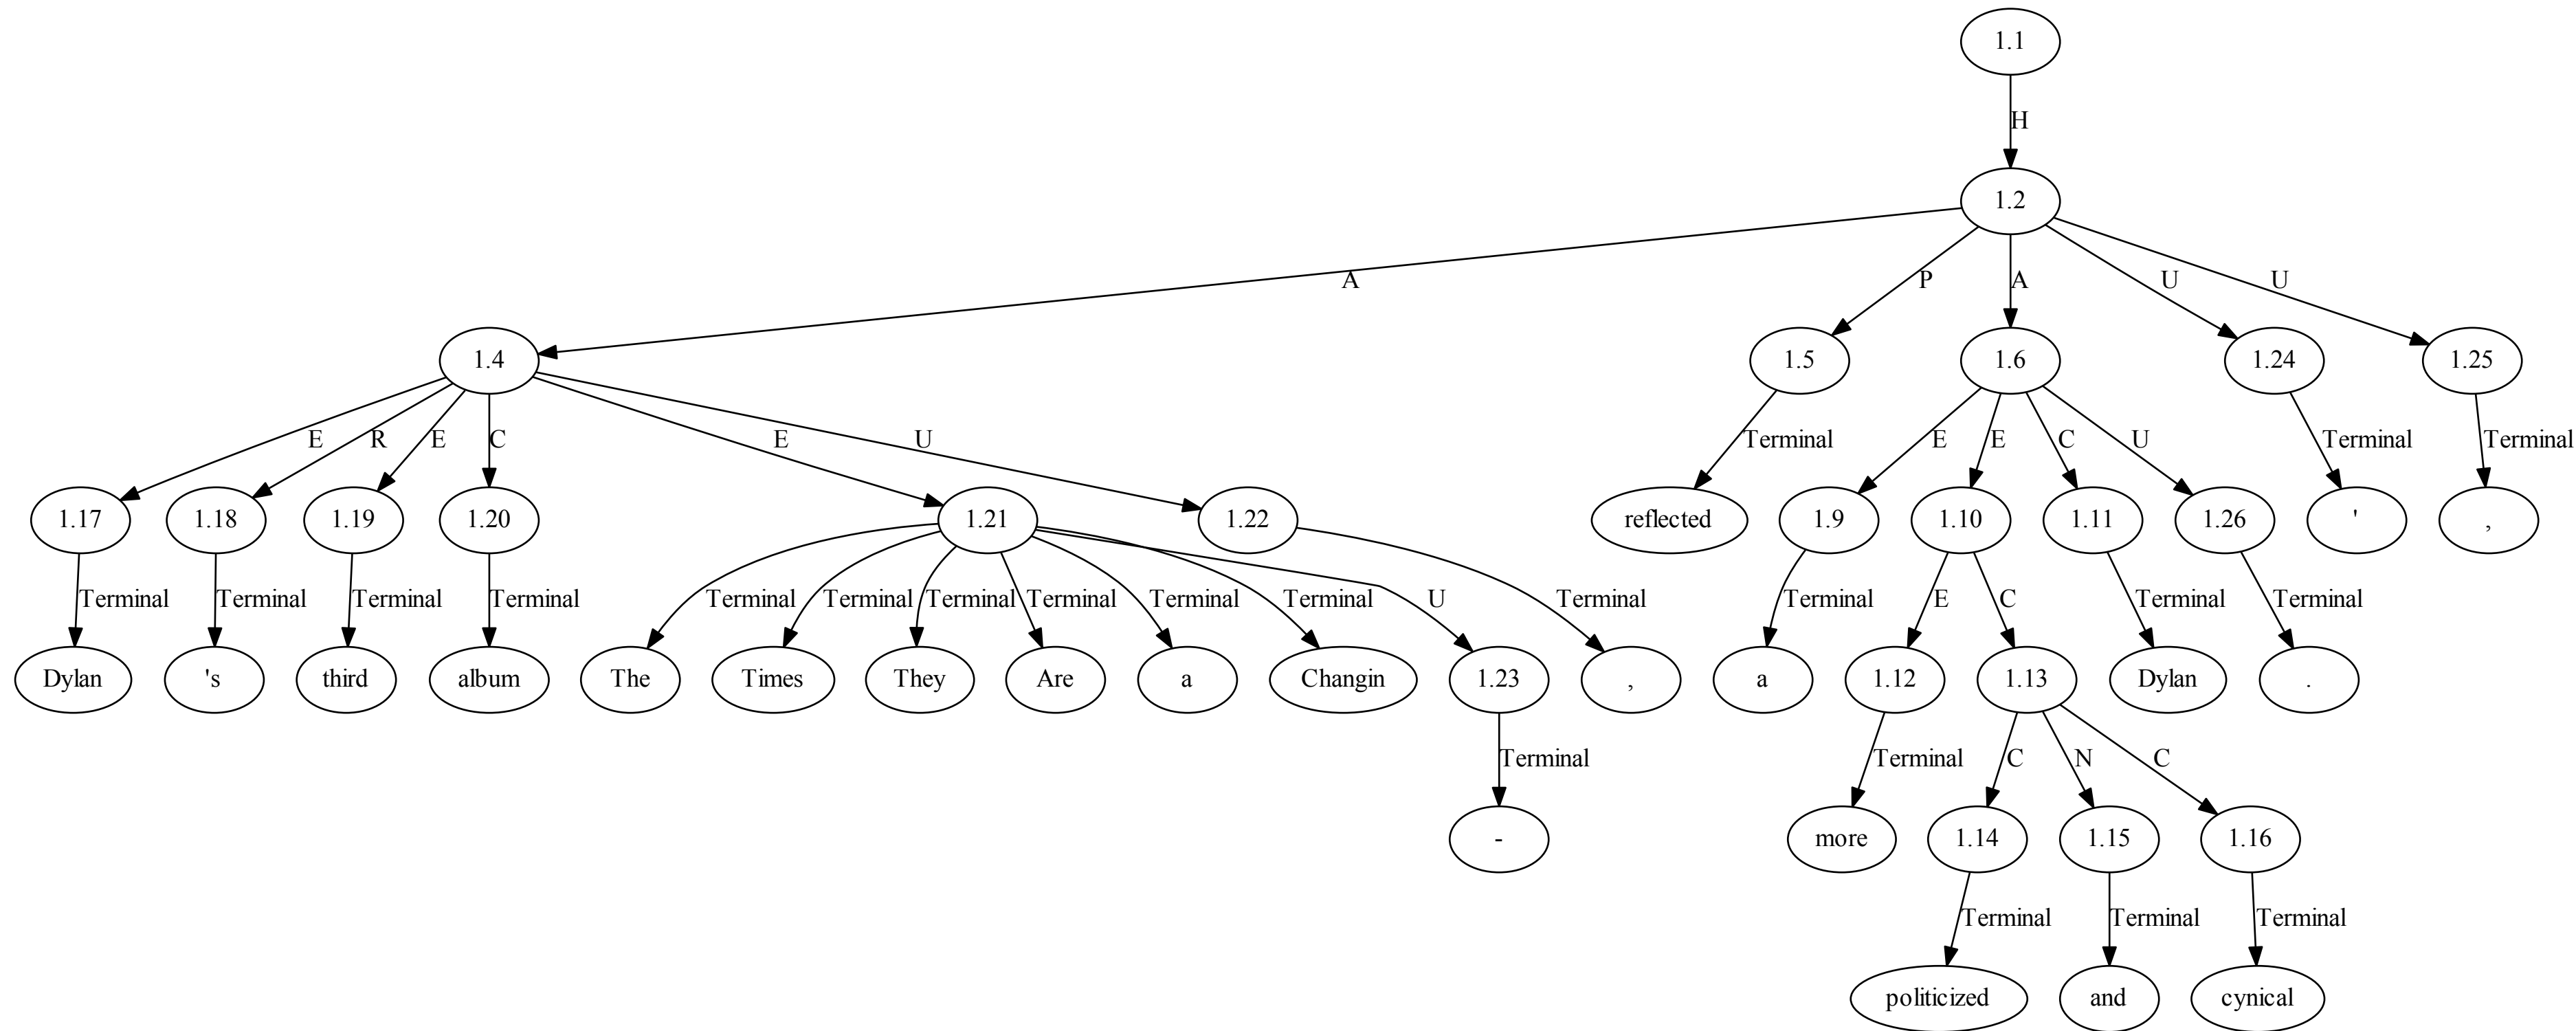 1.1
H
1.2
A P A U U
1.4 1.5 1.6 1.24 1.25
E R E C E U Terminal E E C U Terminal Terminal
1.17 1.18 1.19 1.20 1.21 1.22 reflected 1.9 1.10 1.11 1.26 ' ,
Terminal Terminal Terminal Terminal Terminal Terminal Terminal Terminal Terminal Terminal U Terminal Terminal E C Terminal Terminal
Dylan 's third album The Times They Are a Changin 1.23 , a 1.12 1.13 Dylan .
Terminal Terminal C N C
- more 1.14 1.15 1.16
Terminal Terminal Terminal
politicized and cynical